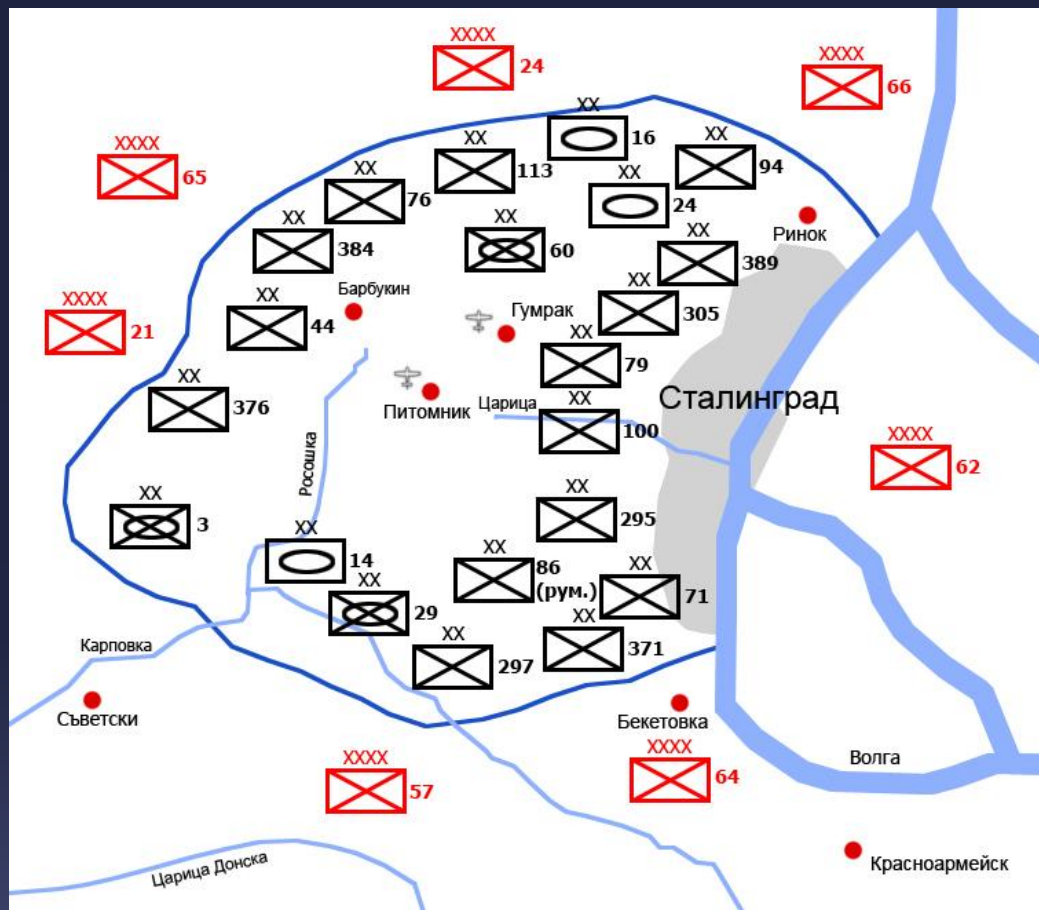 XXXX
24
XXXX
66
XX
16
XX
94
XX
113
XXXX
65
XX
76
XX
24
Ринок
XX
384
XX
60
XX
389
Барбукин
XXXX
21
XX
44
Гумрак
XX
305
XX
79
Питомник
Царица
Сталинград
XX
376
XX
100
XXXX
62
Росошка
XX
3
XX
295
XX
14
XX
86
(рум.)
XX
71
XX
29
Карповка
XX
297
XX
371
Съветски
Бекетовка
XXXX
57
XXXX
64
Волга
Царица Донска
Красноармейск